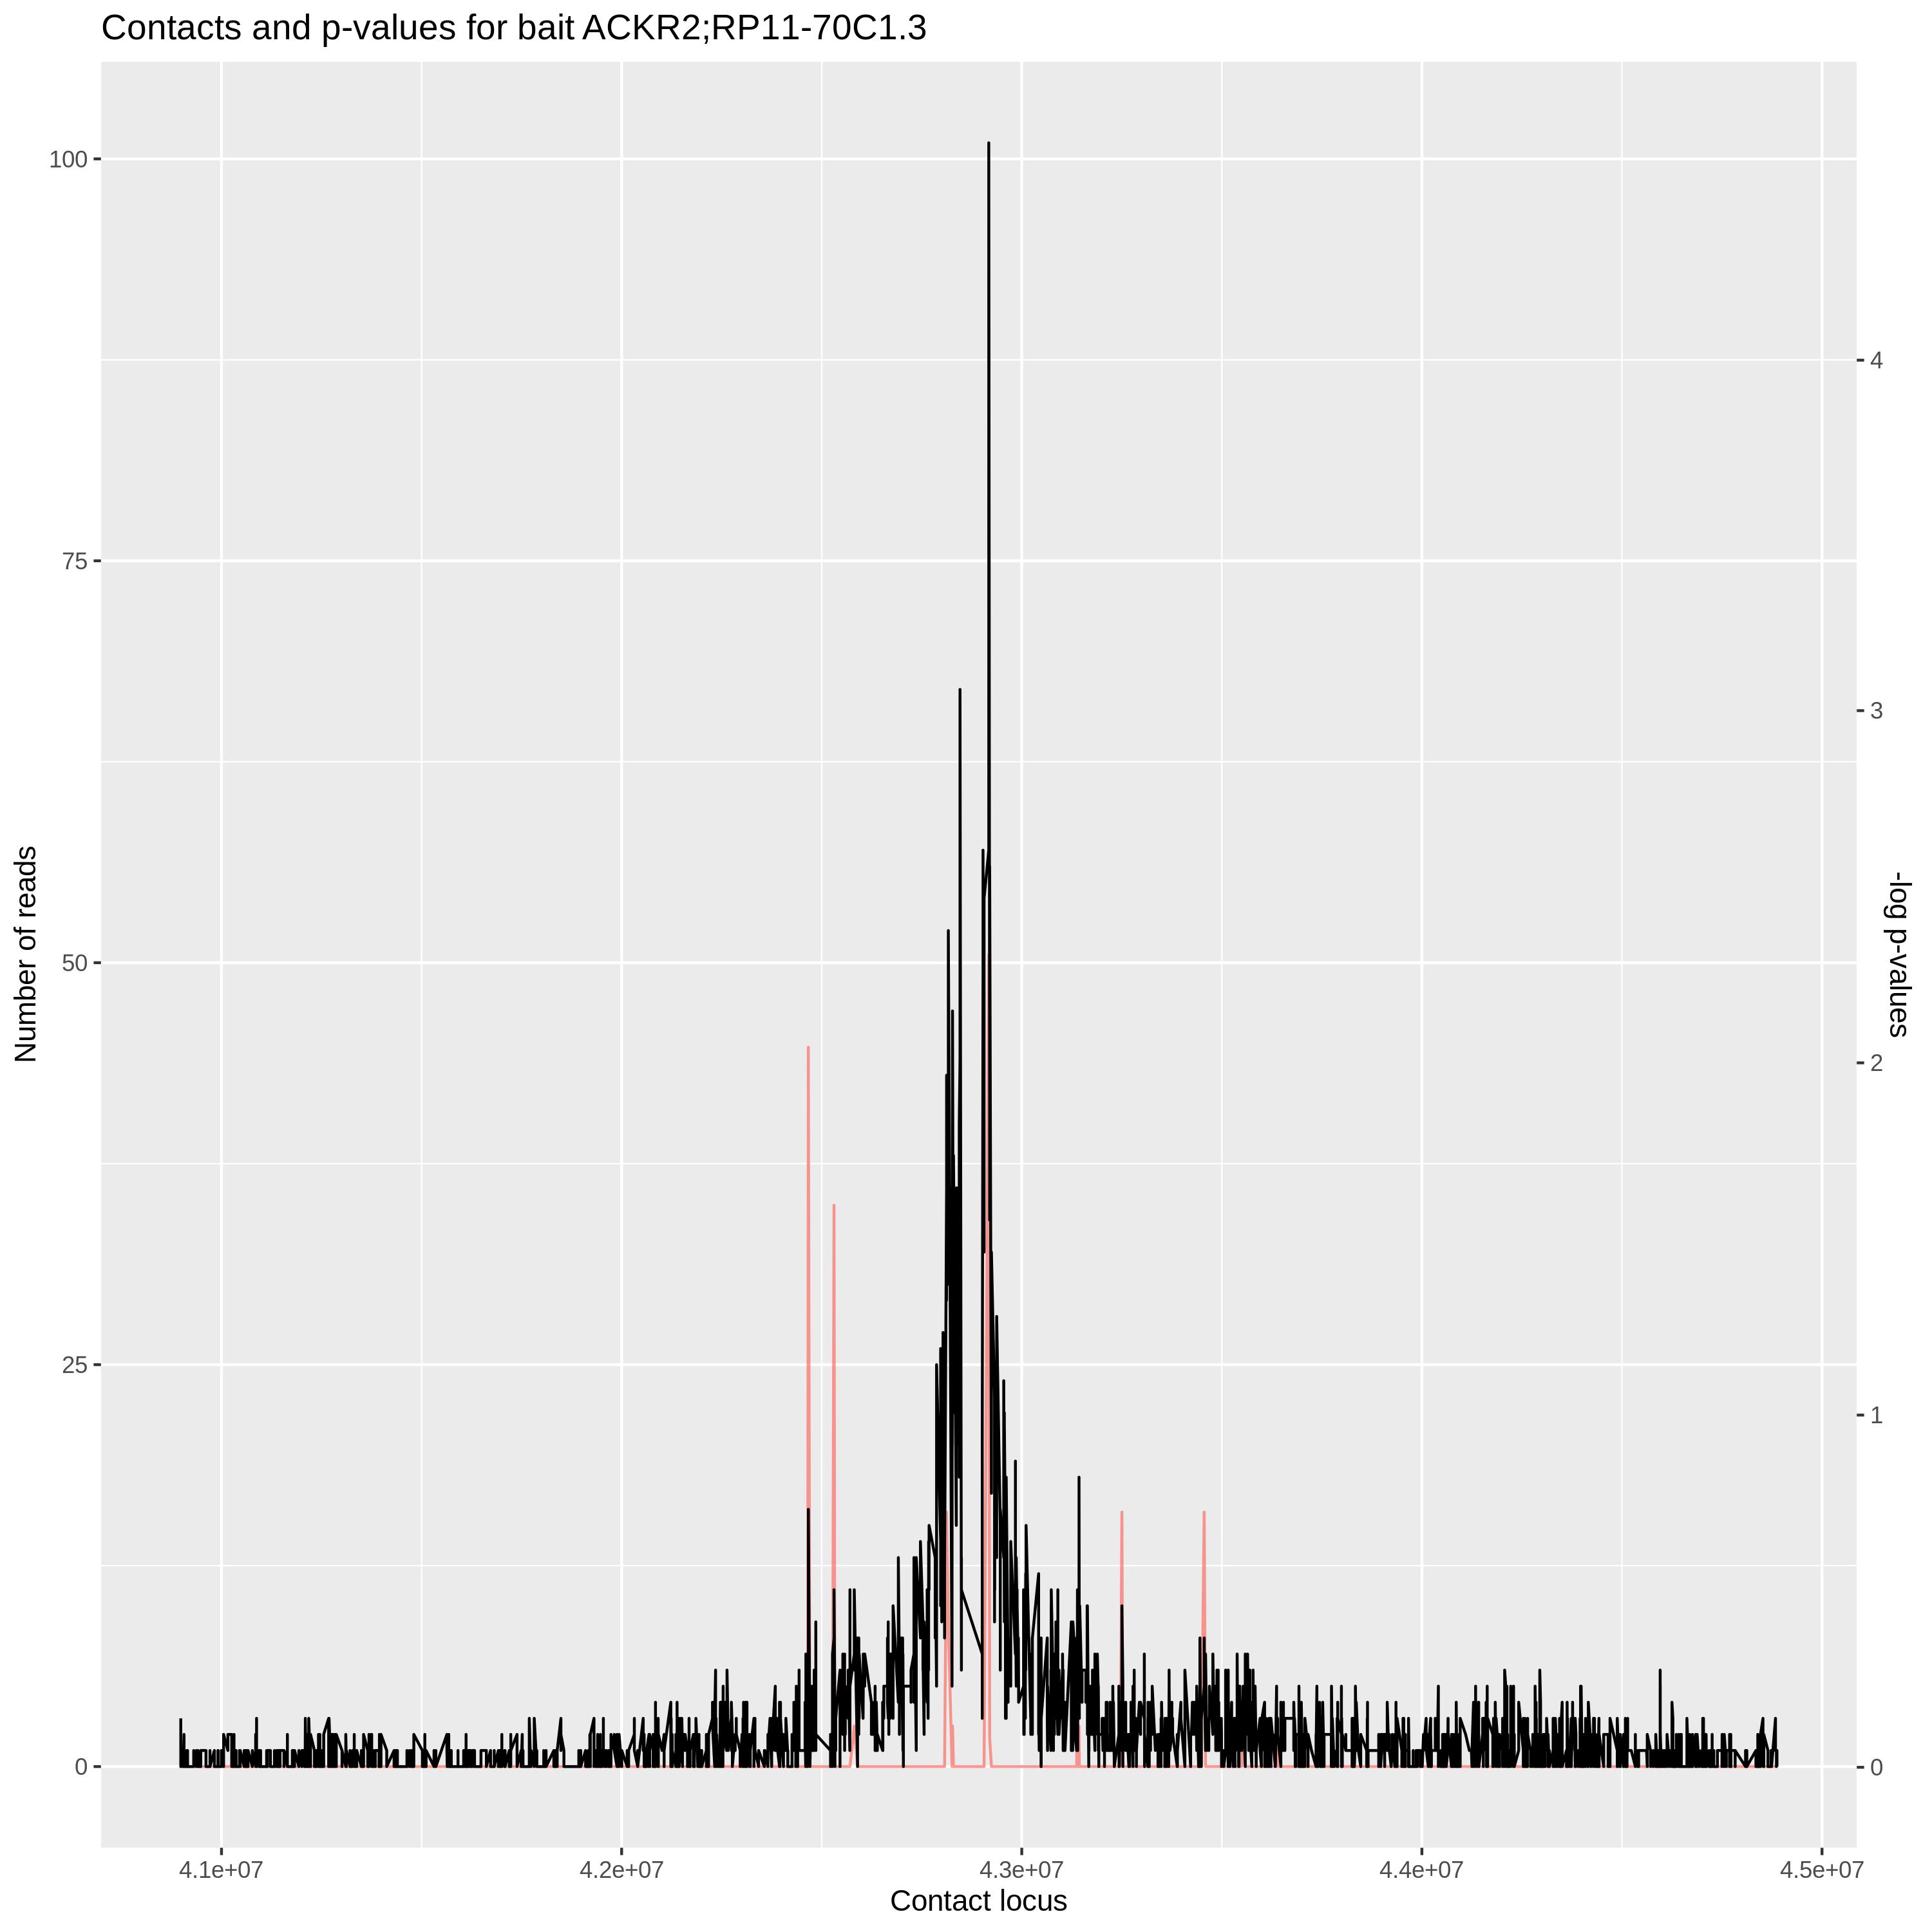 Contacts and p-values for bait ACKR2;RP11-70C1.3
100
75
50
25
0
Number of reads
4
3
2
1
0
-log p-values
4.1e+07
4.2e+07
4.3e+07
4.4e+07
4.5e+07
Contact locus